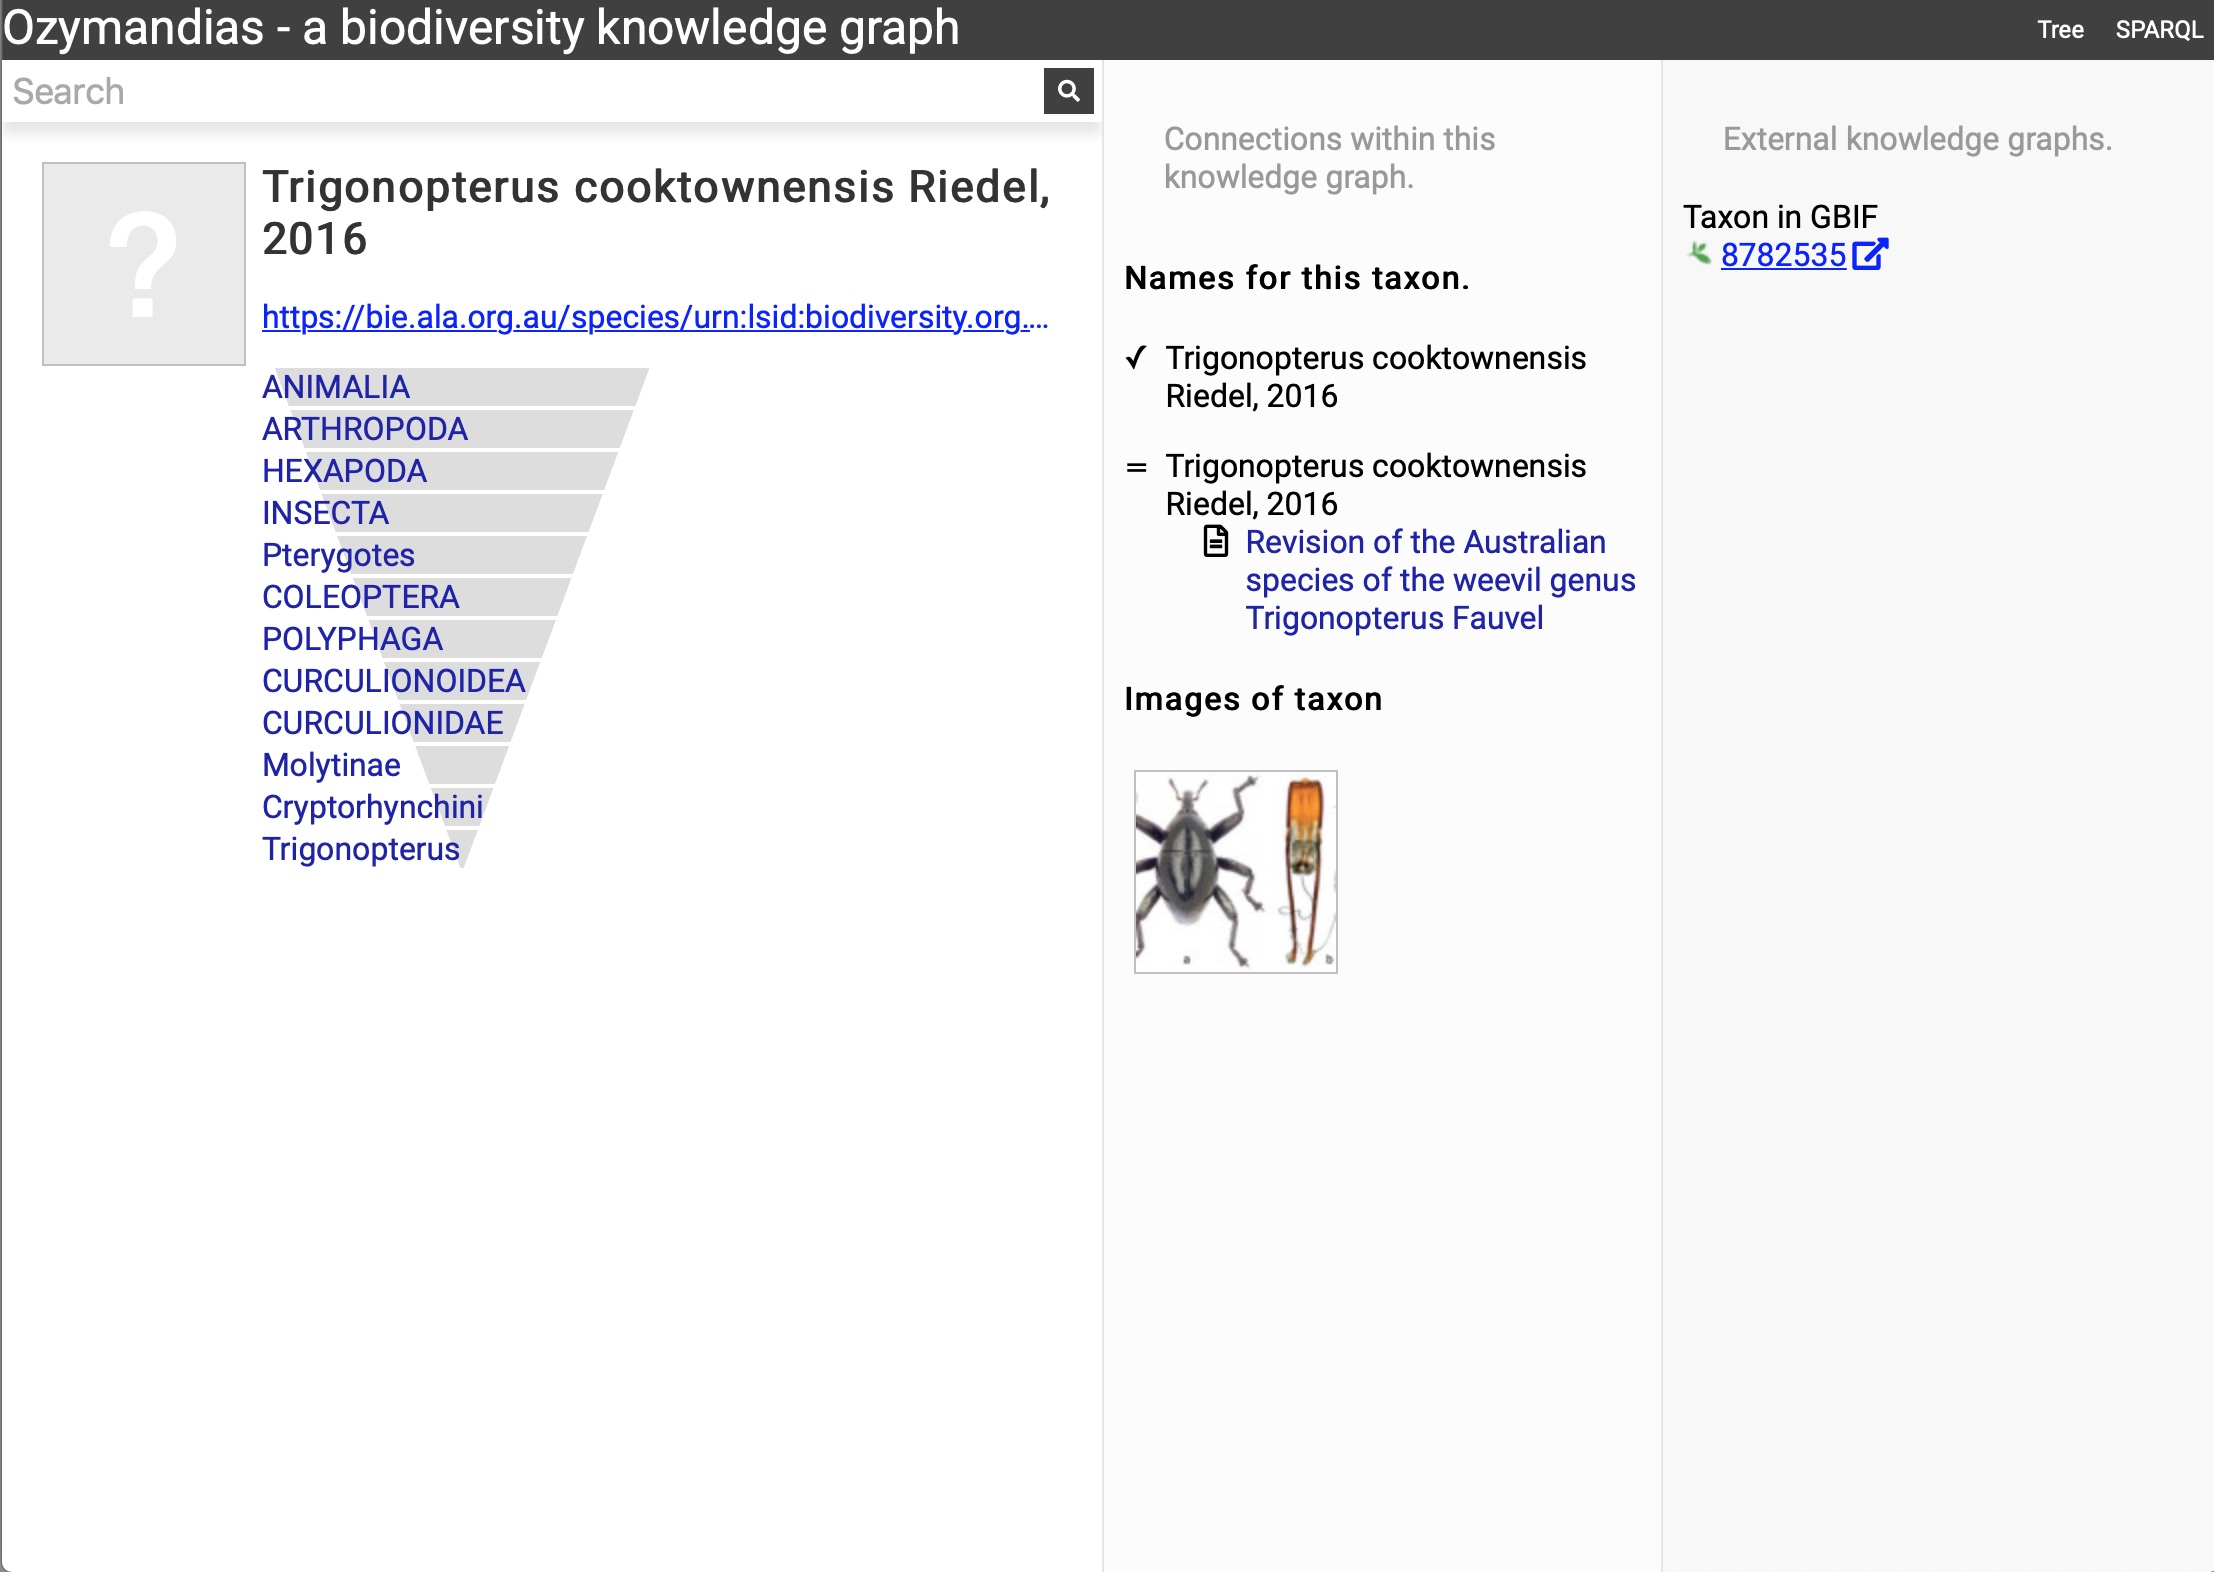 Ozymandias - a biodiversity knowledge graph
Tree SPARQL
Search
?
Trigonopterus cooktownensis Riedel,
2016
https://bie.ala.org.au/species/urn:lsid:biodiversity.org.…
ANIMALIA
ARTHROPODA
HEXAPODA
INSECTA
Pterygotes
COLEOPTERA
POLYPHAGA
CURCULIONOIDEA
CURCULIONIDAE
Molytinae
Cryptorhynchini
Trigonopterus
Connections within this
knowledge graph.
Names for this taxon.
✓ Trigonopterus cooktownensis
Riedel, 2016
= Trigonopterus cooktownensis
Riedel, 2016
Revision of the Australian
species of the weevil genus
Trigonopterus Fauvel
Images of taxon
a b
External knowledge graphs.
Taxon in GBIF
8782535